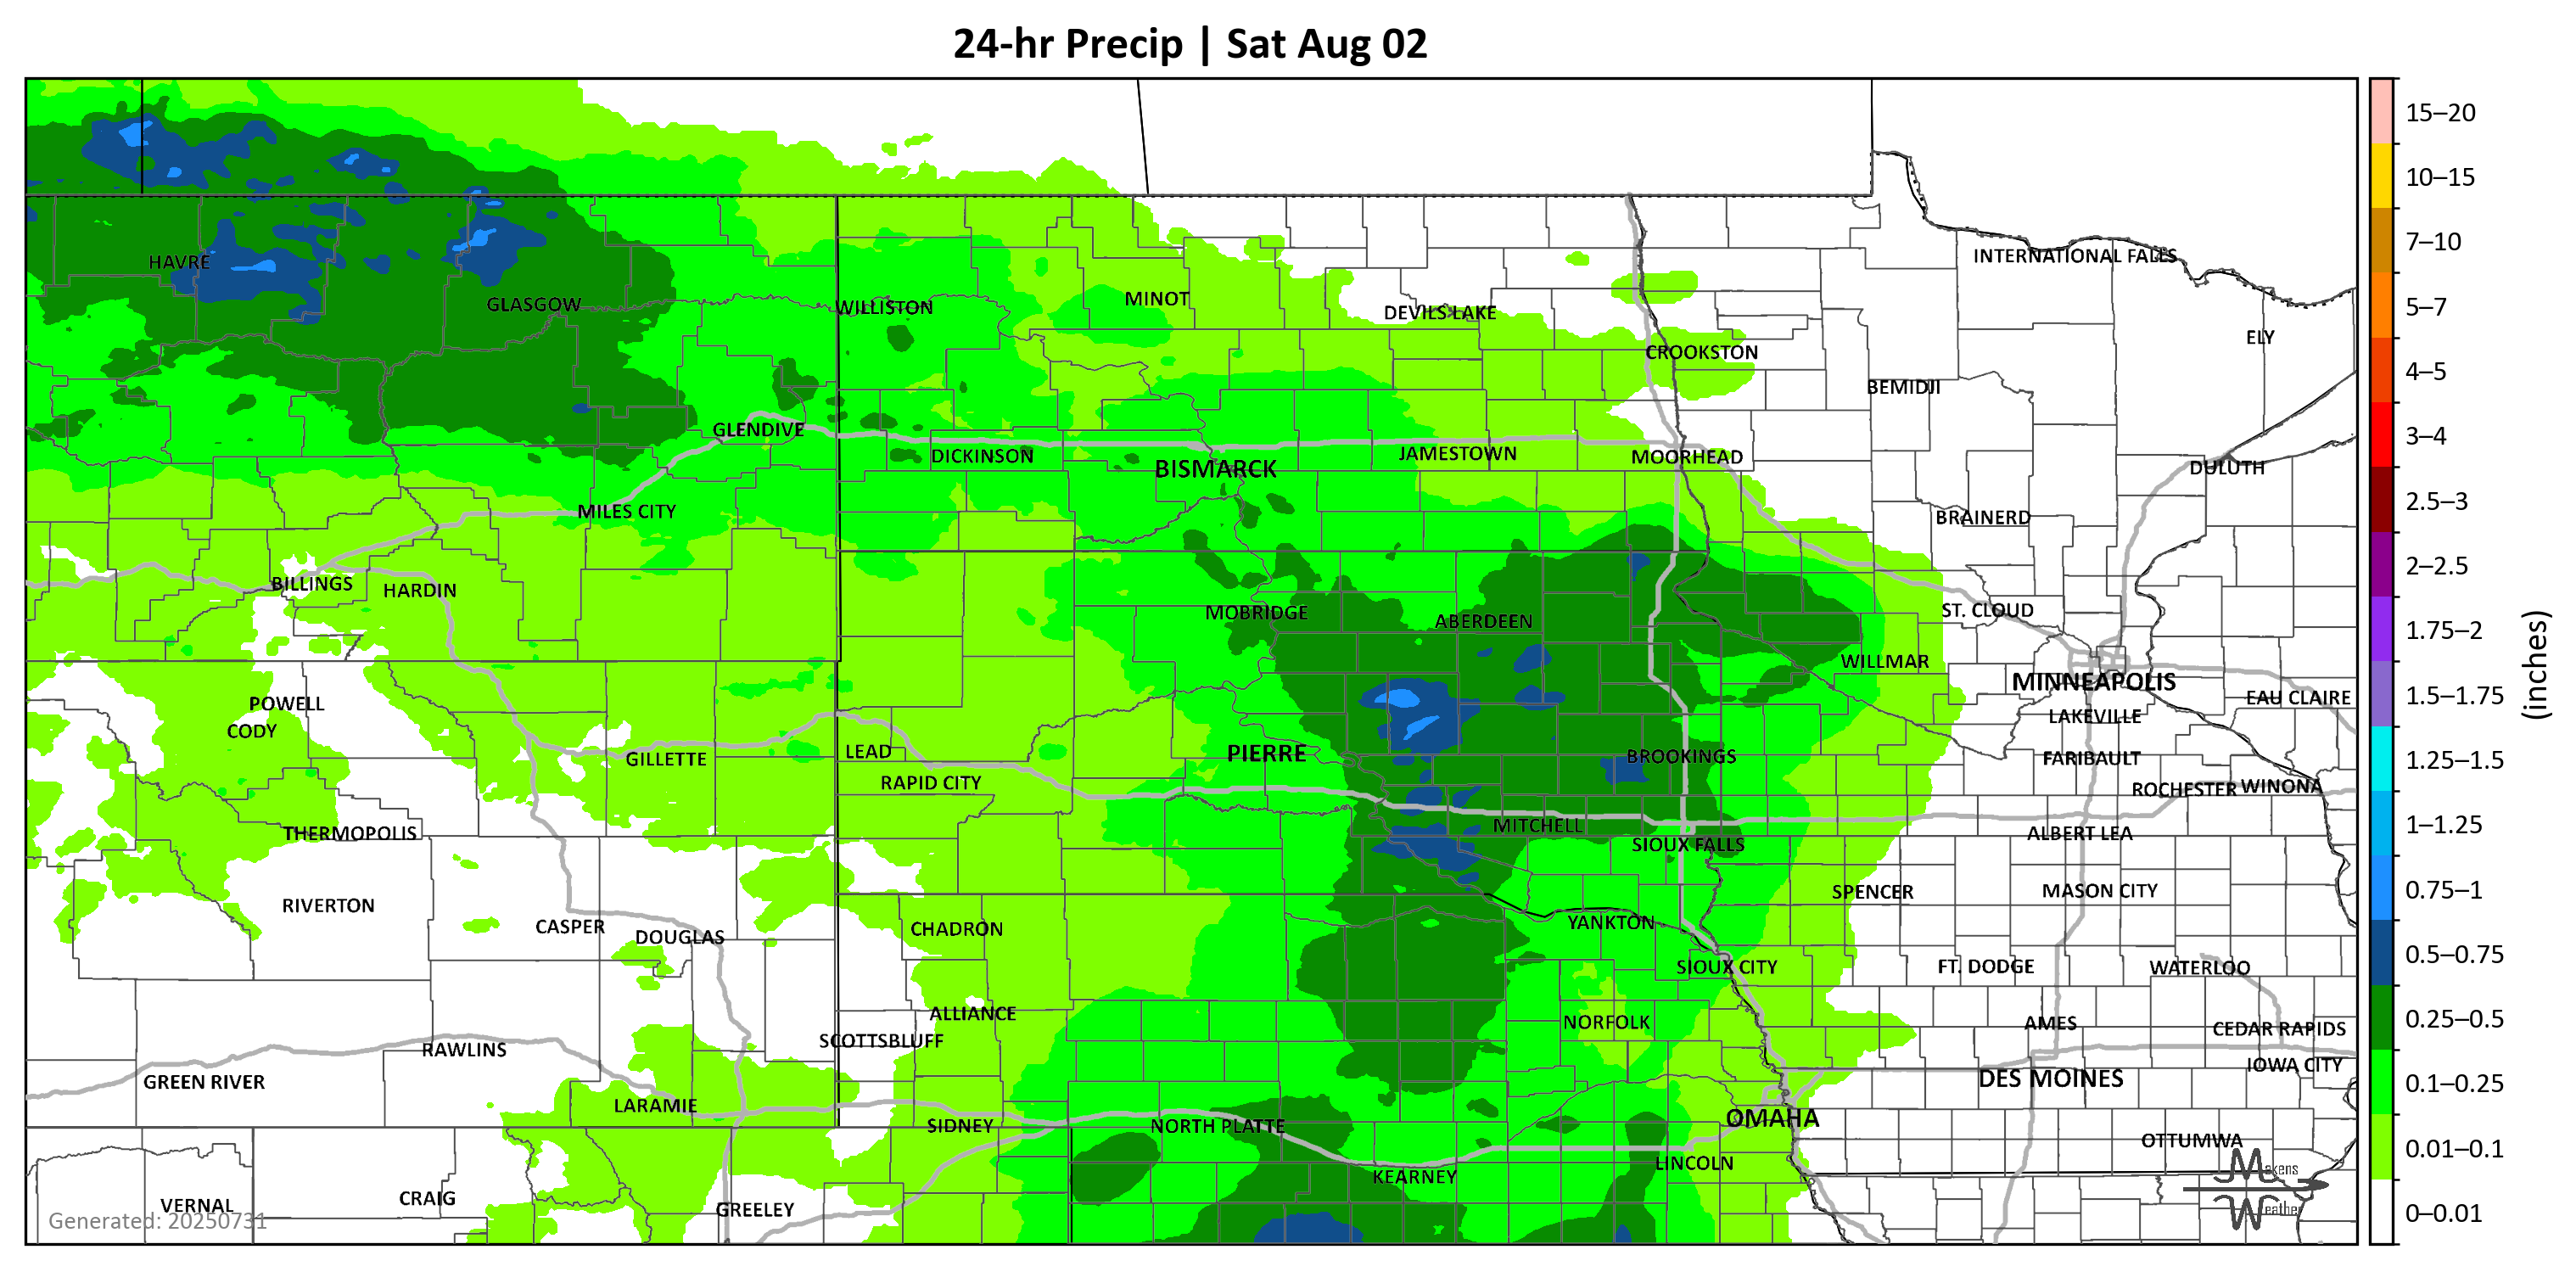 24-hr Precip | Sat Aug 02
15–20
10–15
7–10
5–7
4–5
3–4
2.5–3
2–2.5
1.75–2
1.5–1.75
1.25–1.5
1–1.25
0.75–1
0.5–0.75
0.25–0.5
0.1–0.25
0.01–0.1
0–0.01
(inches)
INTERNATIONAL FALLS
HAVRE
MINOT
GLASGOW
WILLISTON
DEVILS LAKE
ELY
CROOKSTON
BEMIDJI
GLENDIVE
DICKINSON
JAMESTOWN
MOORHEAD
BISMARCK
DULUTH
MILES CITY
BRAINERD
BILLINGS
HARDIN
MOBRIDGE
ABERDEEN
ST. CLOUD
WILLMAR
MINNEAPOLIS
EAU CLAIRE
POWELL
LAKEVILLE
CODY
LEAD
PIERRE
BROOKINGS
GILLETTE
FARIBAULT
RAPID CITY
ROCHESTER
WINONA
THERMOPOLIS
MITCHELL
ALBERT LEA
SIOUX FALLS
SPENCER
MASON CITY
RIVERTON
CASPER
DOUGLAS
CHADRON
YANKTON
SIOUX CITY
FT. DODGE
WATERLOO
ALLIANCE
NORFOLK
AMES
CEDAR RAPIDS
SCOTTSBLUFF
RAWLINS
IOWA CITY
GREEN RIVER
DES MOINES
LARAMIE
SIDNEY
NORTH PLATTE
OMAHA
OTTUMWA
LINCOLN
KEARNEY
VERNAL
CRAIG
GREELEY
Generated: 20250731
Makens
Weather